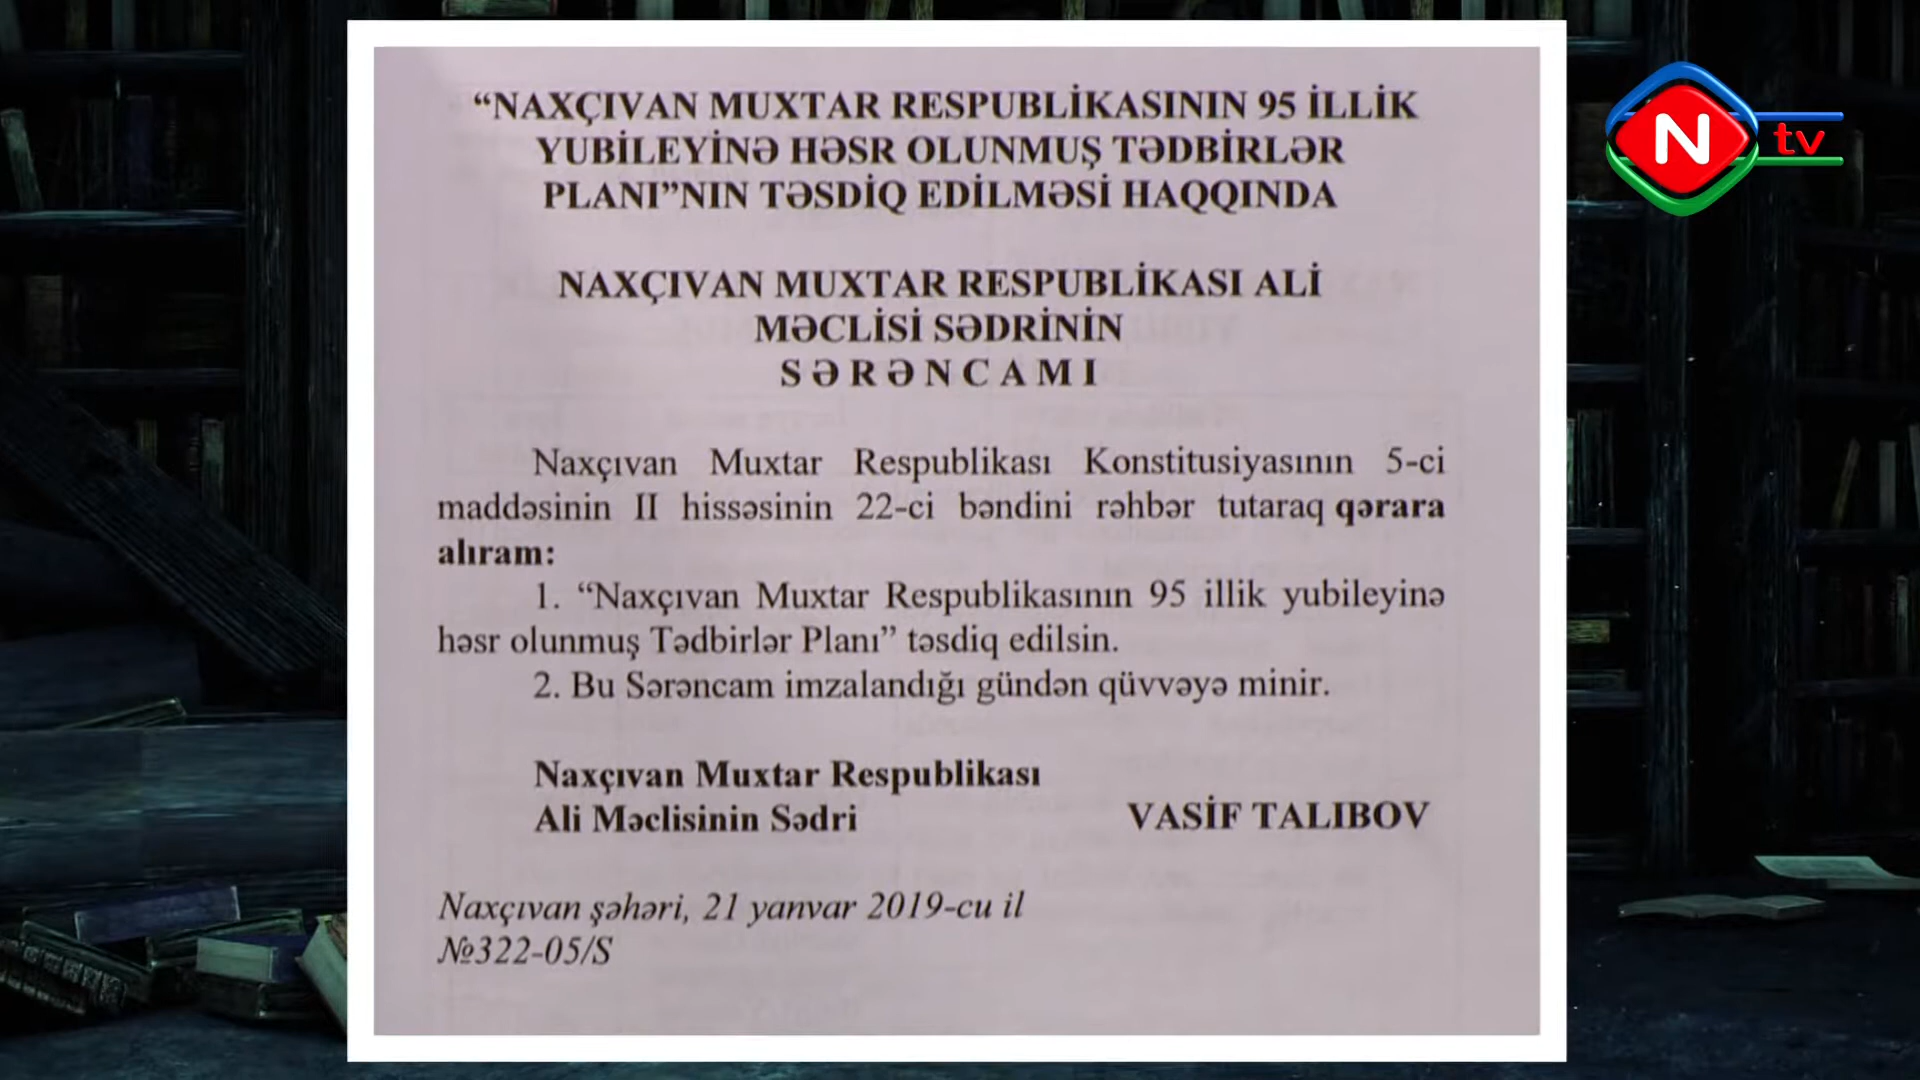 “NAXÇIVAN MUXTAR RESPUBLİKASININ 95 İLLİK
YUBİLEYİNƏ HƏSR OLUNMUŞ TƏDBİRLƏR
PLANI”NIN TƏSDİQ EDİLMƏSİ HAQQINDA
NAXÇIVAN MUXTAR RESPUBLİKASI ALİ
MƏCLİSİ SƏDRİNİN
S Ə R Ə N C A M I
Naxçıvan Muxtar Respublikası Konstitusiyasının 5-ci
maddəsinin II hissəsinin 22-ci bəndini rəhbər tutaraq qərara
alıram:
1. “Naxçıvan Muxtar Respublikasının 95 illik yubileyinə
həsr olunmuş Tədbirlər Planı” təsdiq edilsin.
2. Bu Sərəncam imzalandığı gündən qüvvəyə minir.
Naxçıvan Muxtar Respublikası
Ali Məclisinin Sədri VASİF TALIBOV
Naxçıvan şəhəri, 21 yanvar 2019-cu il
№322-05/S
N tv